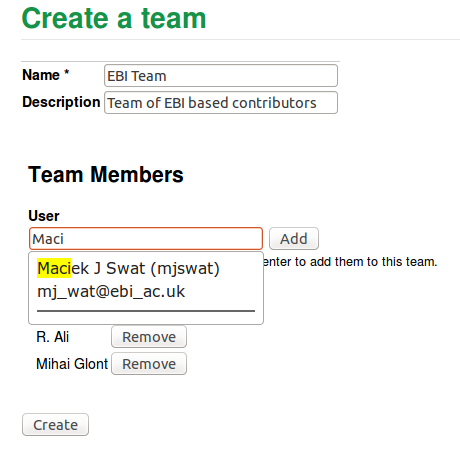 Create a team
Name * EBI Team
Description Team of EBI based contributors
Team Members
User
Maci Add
enter to add them to this team.
Maciek J Swat (mjswat)
mj_wat@ebi_ac.uk
R. Ali Remove
Mihai Glont Remove
Create